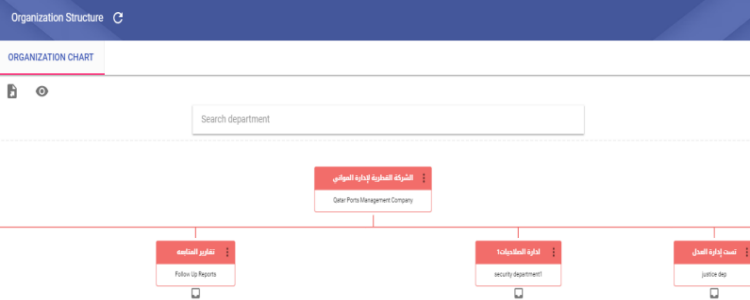 Organization Structure
ORGANIZATION CHART
Search department
الشركة القطرية لإدارة الموانئ
Qatar Ports Management Company
تقارير المتابعه
Follow Up Reports
ادارة الصلاحيات1
security department1
تست إدارة العدل
justice dep